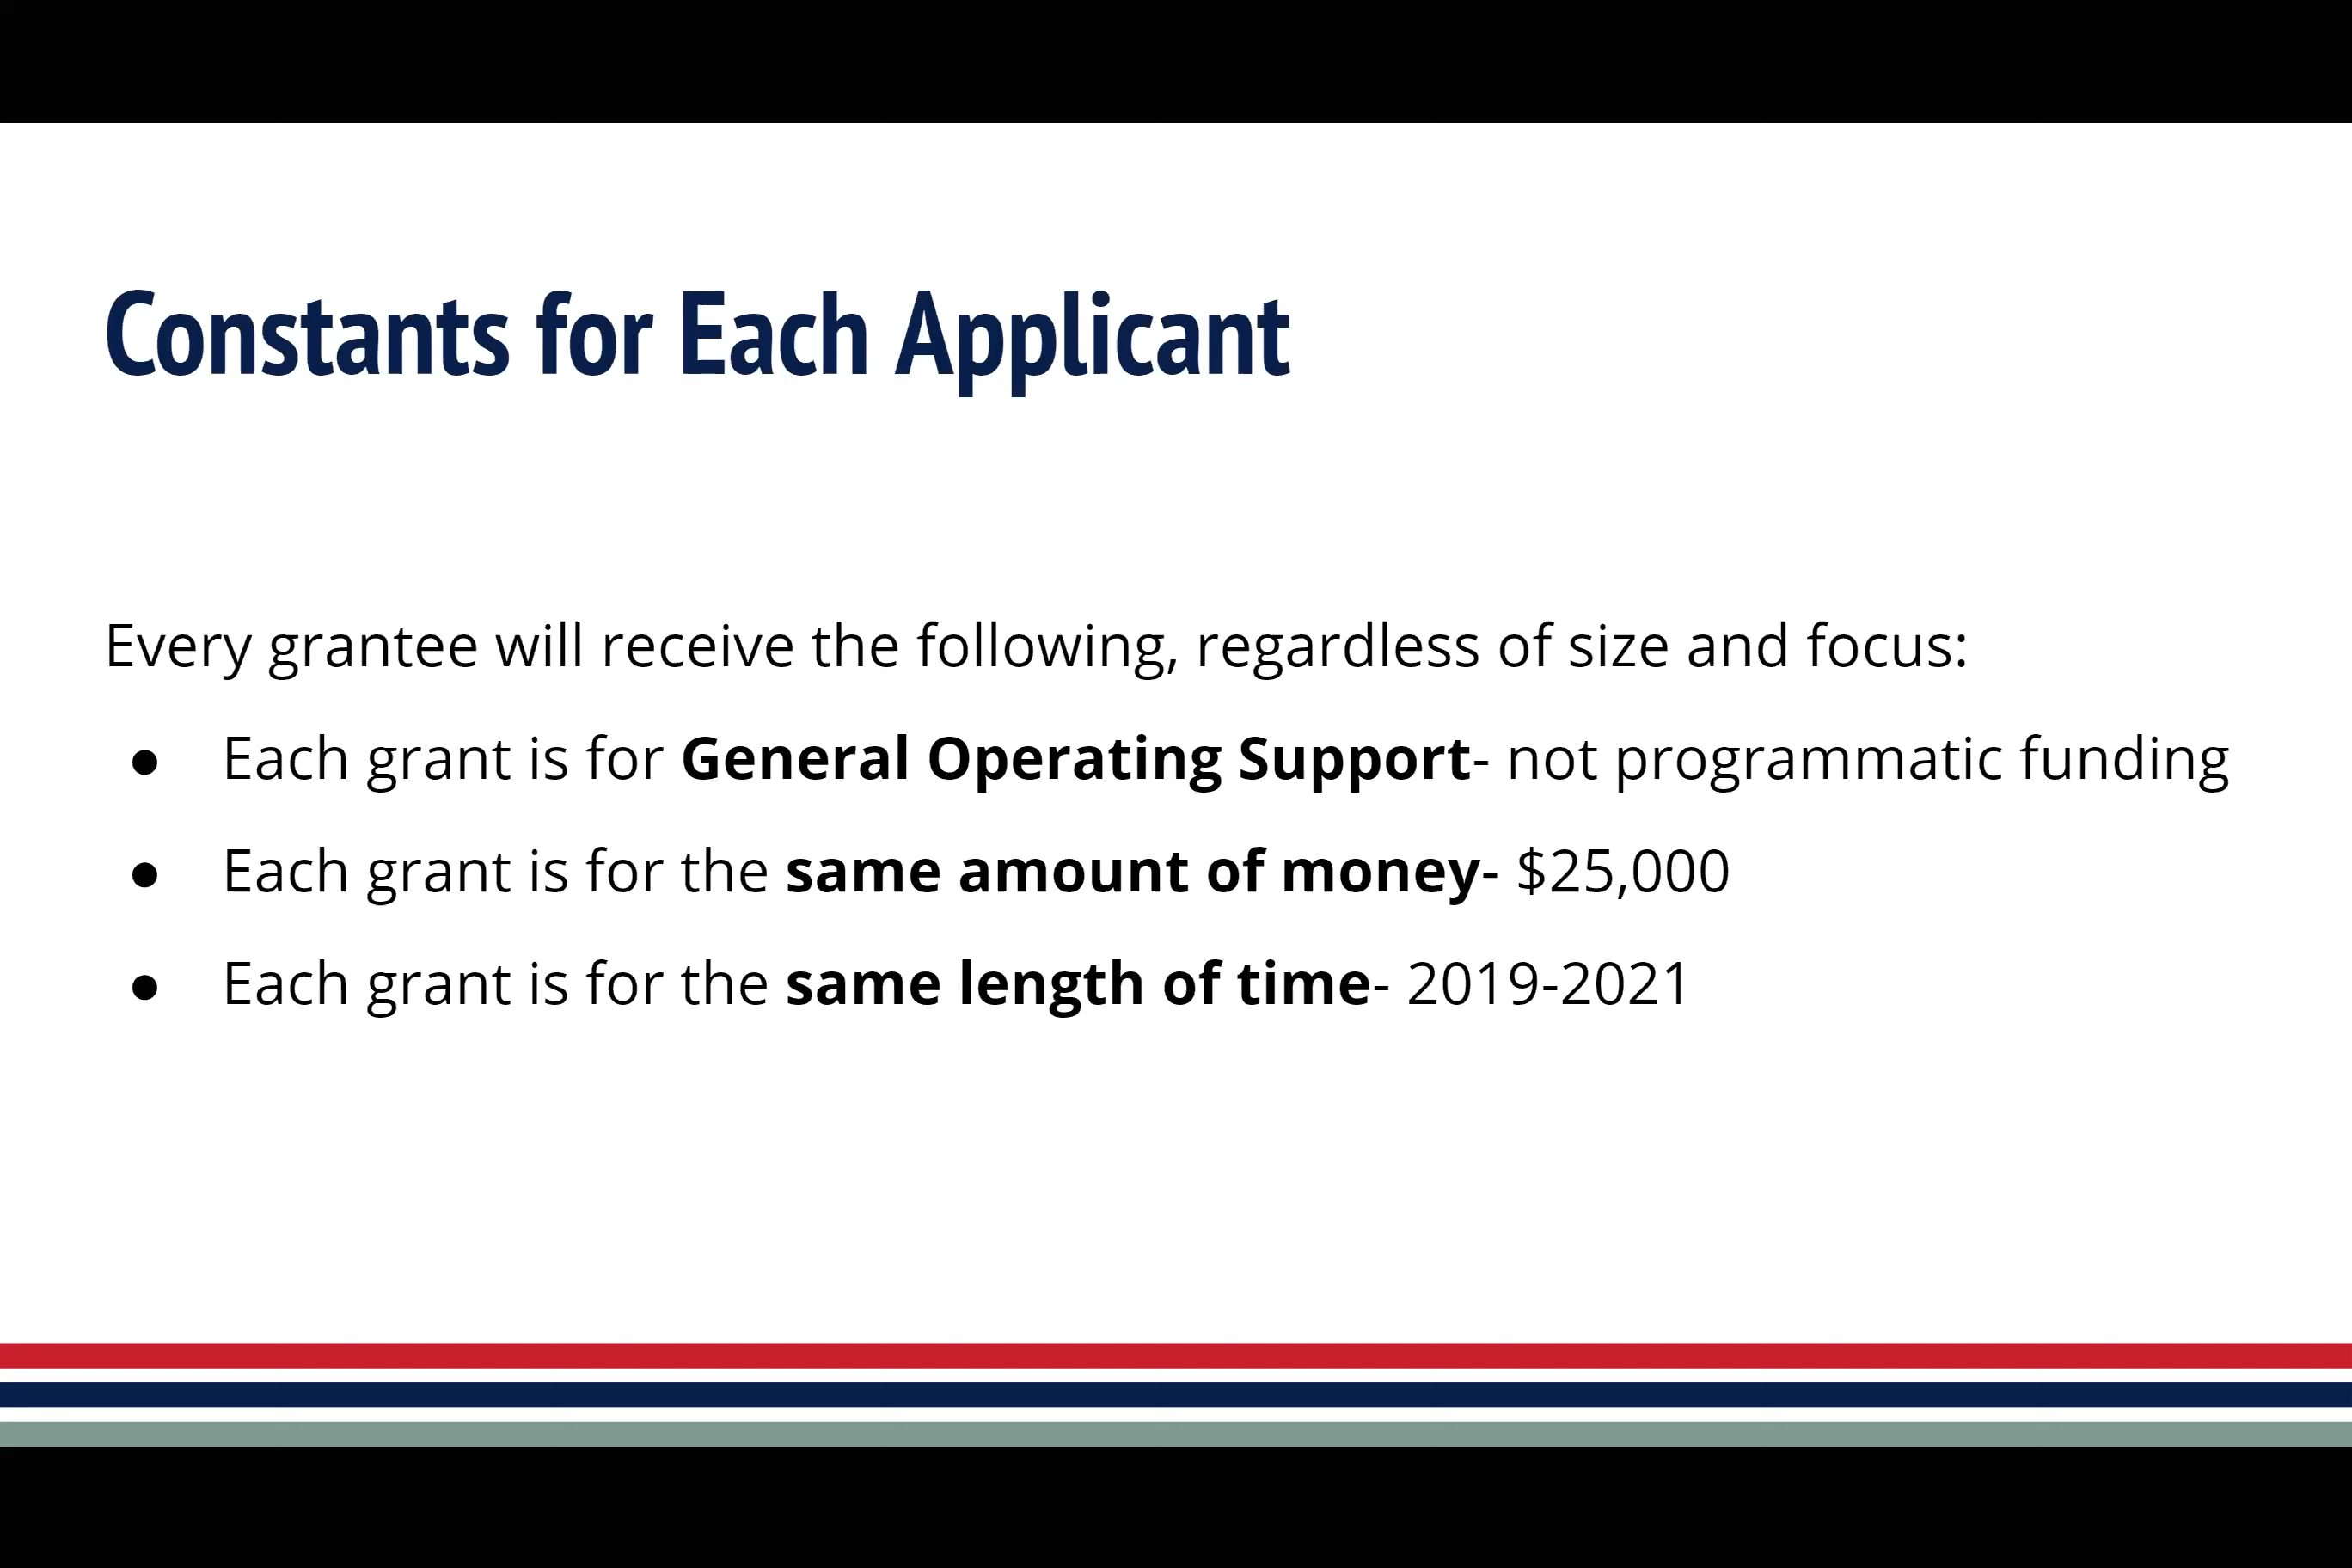 Constants for Each Applicant
Every grantee will receive the following, regardless of size and focus:
● Each grant is for General Operating Support- not programmatic funding
● Each grant is for the same amount of money- $25,000
● Each grant is for the same length of time- 2019-2021